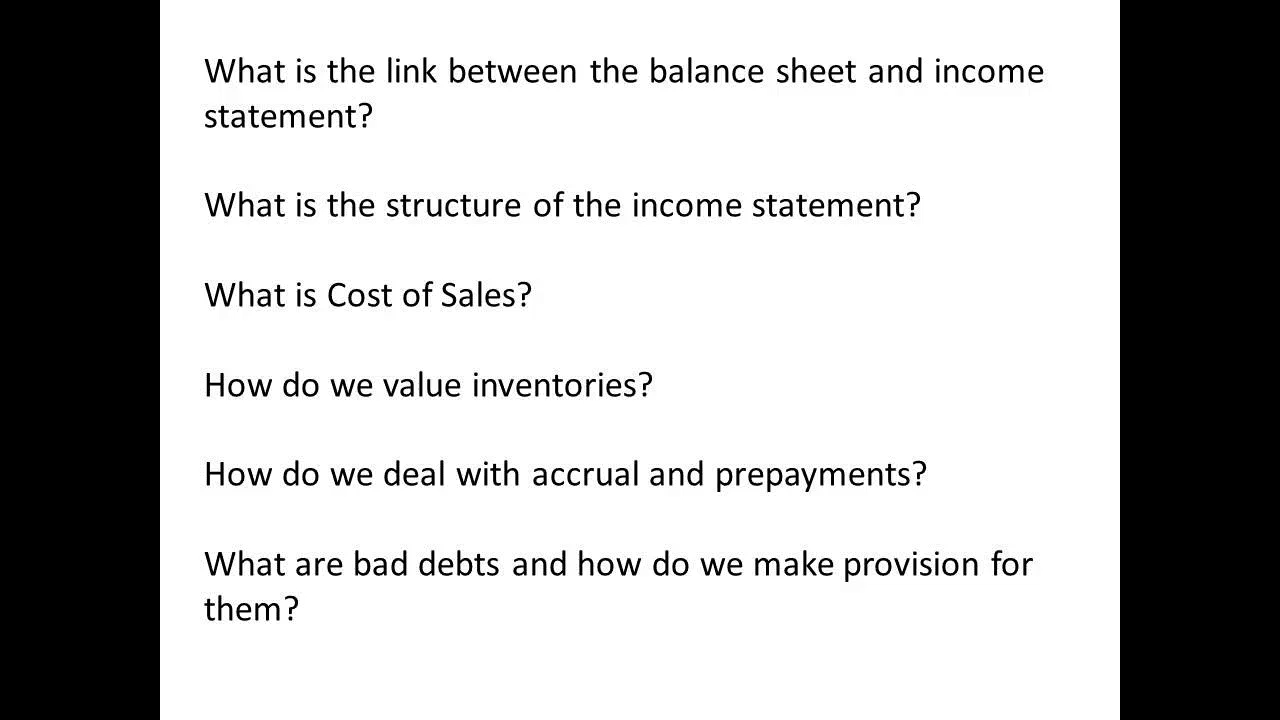 What is the link between the balance sheet and income
statement?
What is the structure of the income statement?
What is Cost of Sales?
How do we value inventories?
How do we deal with accrual and prepayments?
What are bad debts and how do we make provision for
them?